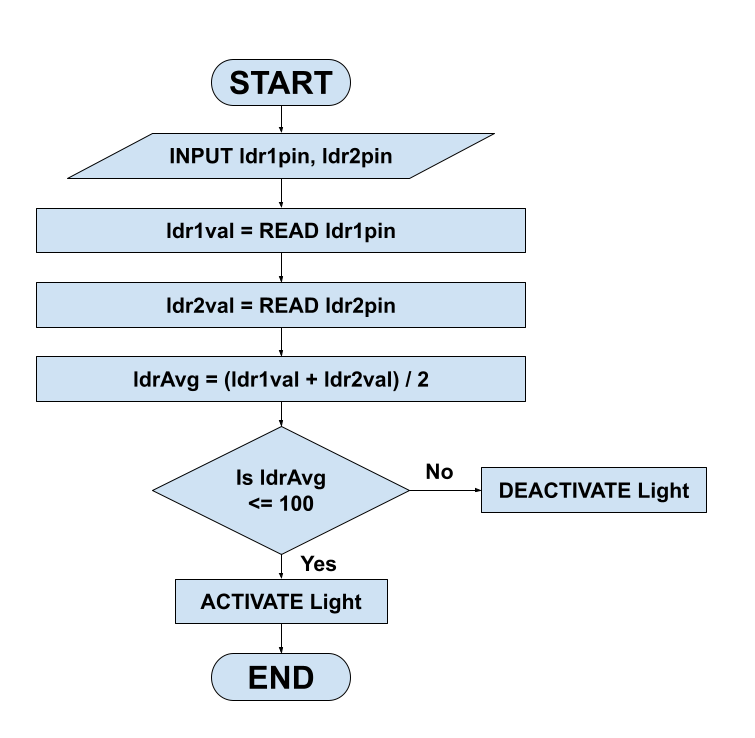 START
INPUT ldr1pin, ldr2pin
ldr1val = READ ldr1pin
ldr2val = READ ldr2pin
ldrAvg = (ldr1val + ldr2val) / 2
Is ldrAvg
<= 100
No
DEACTIVATE Light
Yes
ACTIVATE Light
END